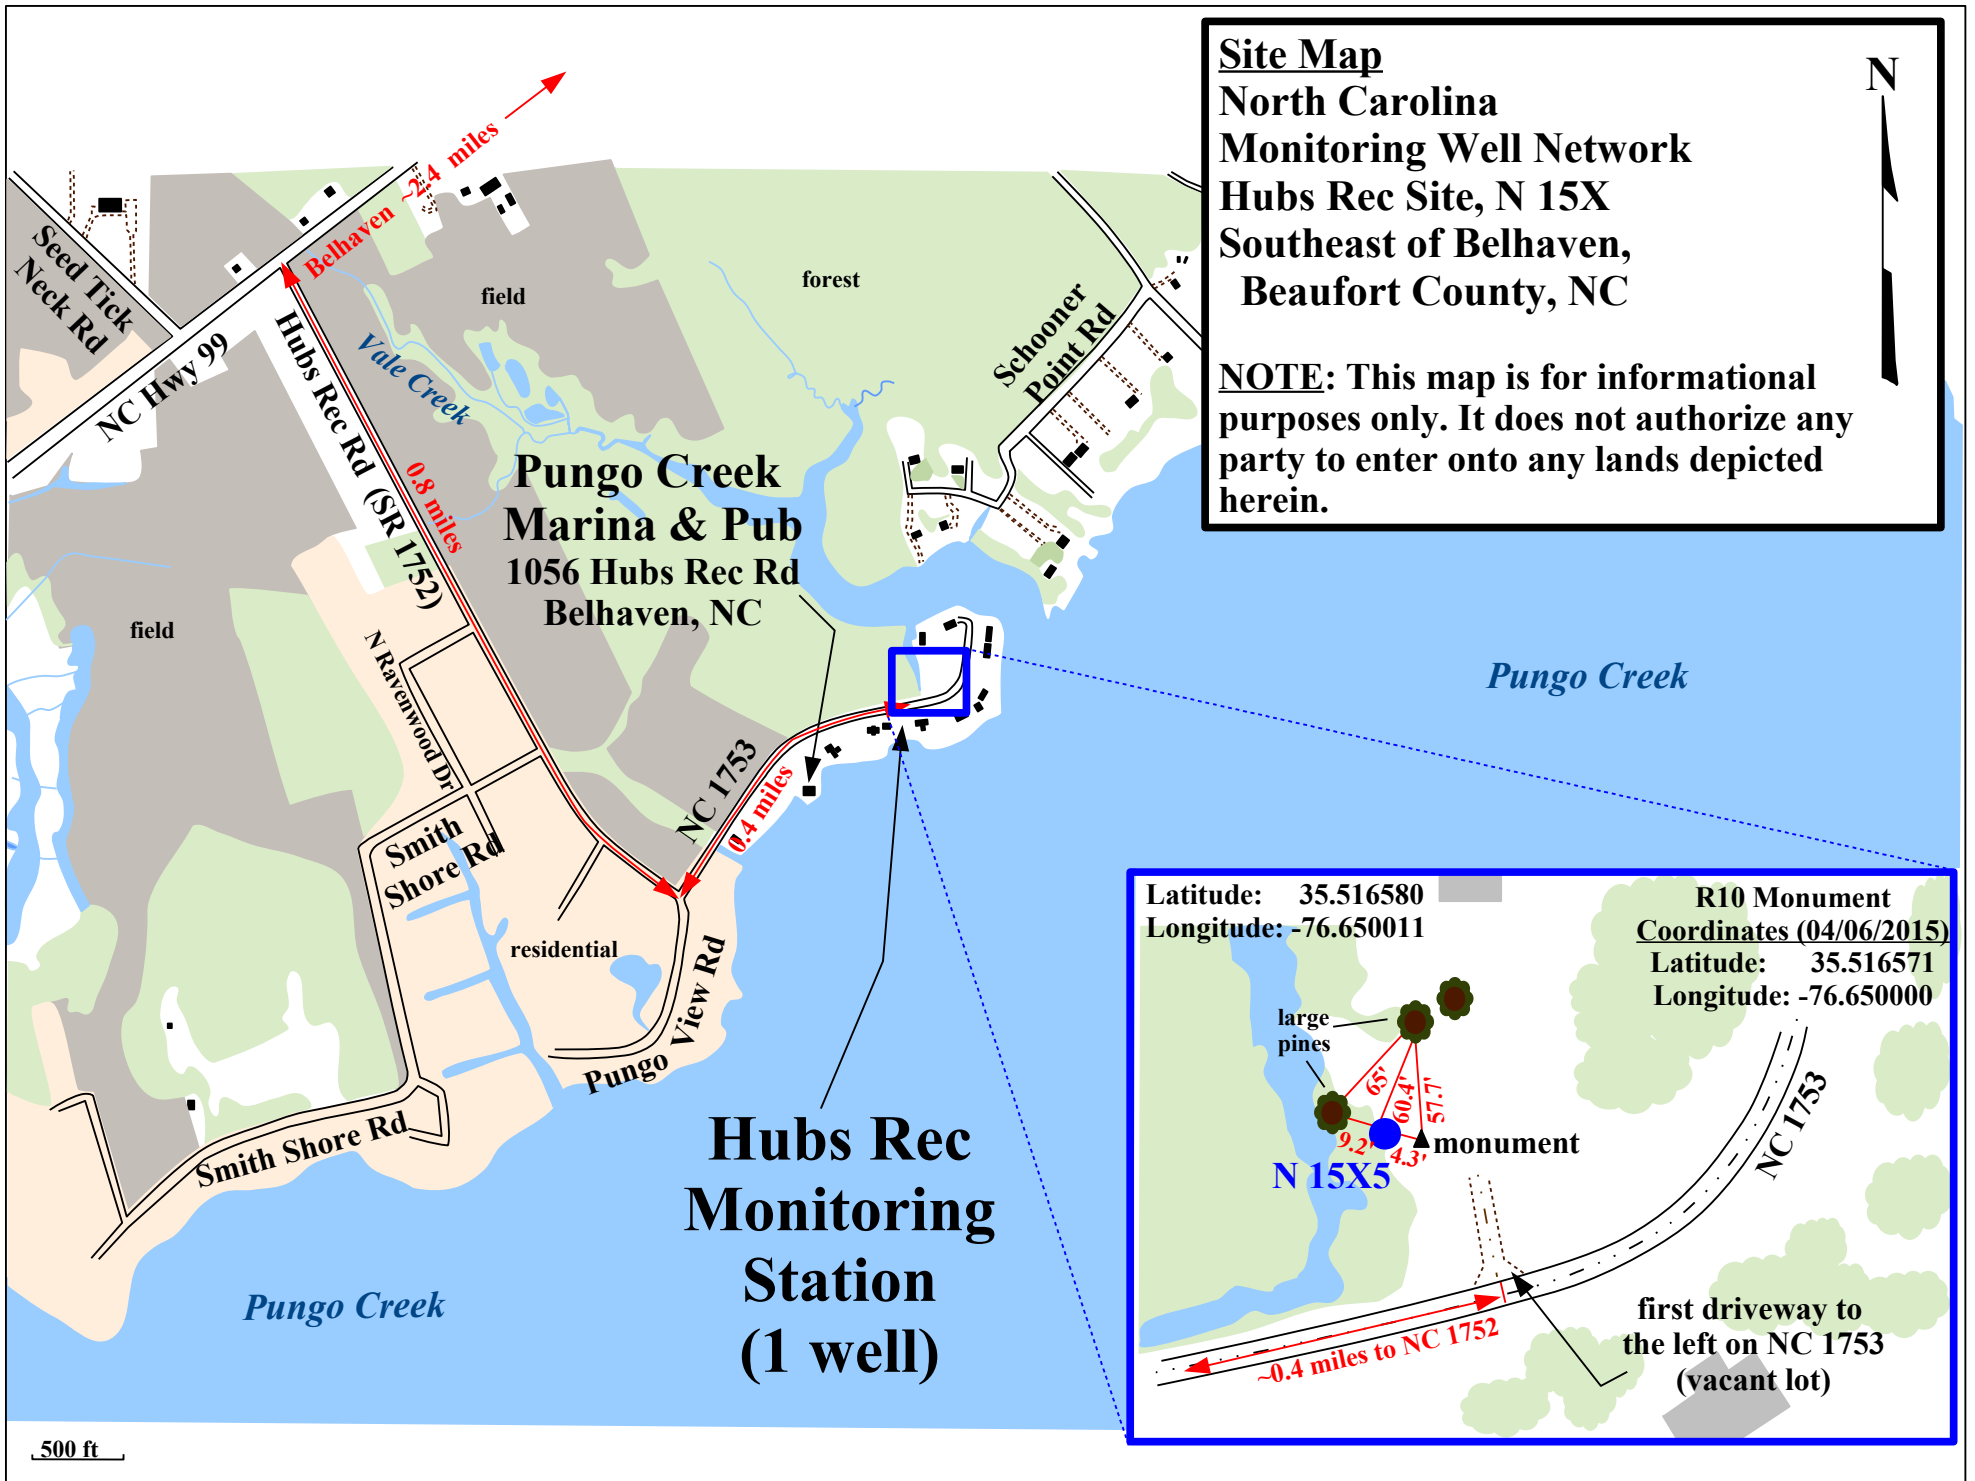 Site Map
North Carolina
Monitoring Well Network
Hubs Rec Site, N 15X
Southeast of Belhaven,
Beaufort County, NC
NOTE: This map is for informational
purposes only. It does not authorize any
party to enter onto any lands depicted
herein.
N
Belhaven ~2.4 miles
Seed Tick
Neck Rd
NC Hwy 99
Hubs Rec Rd (SR 1752)
0.8 miles
Vale Creek
field
forest
Schooner
Point Rd
Pungo Creek
Marina & Pub
1056 Hubs Rec Rd
Belhaven, NC
field
N Ravenwood Dr
Pungo Creek
NC 1753
0.4 miles
Smith
Shore Rd
residential
Pungo View Rd
Smith Shore Rd
Pungo Creek
Hubs Rec
Monitoring
Station
(1 well)
500 ft
Latitude: 35.516580
Longitude: -76.650011
R10 Monument
Coordinates (04/06/2015)
Latitude: 35.516571
Longitude: -76.650000
large
pines
65'
60.4'
57.7'
9.2'
4.3'
monument
N 15X5
NC 1753
~0.4 miles to NC 1752
first driveway to
the left on NC 1753
(vacant lot)